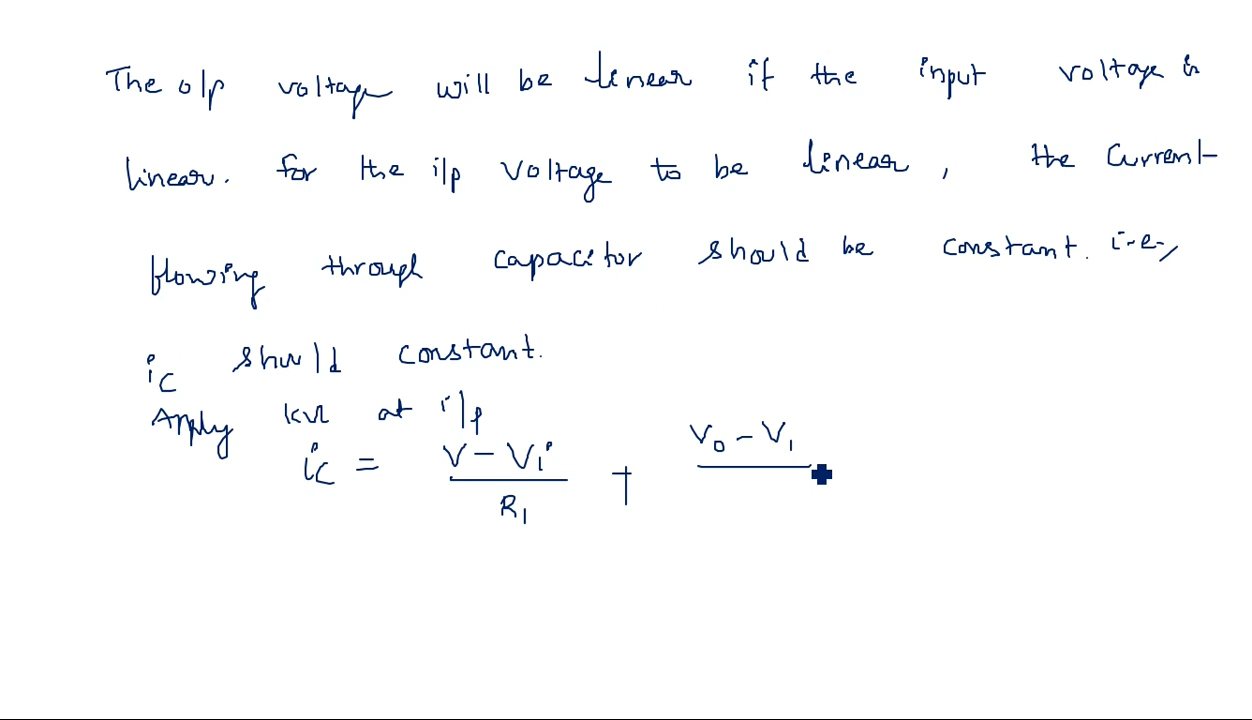 The o/p voltage will be linear if the input voltage is
linear. for the i/p voltage to be linear, the current
flowing through capacitor should be constant. i.e.,
ic should constant.
Apply KVL at i/p
ic = V - Vi / R1 + V0 - V1